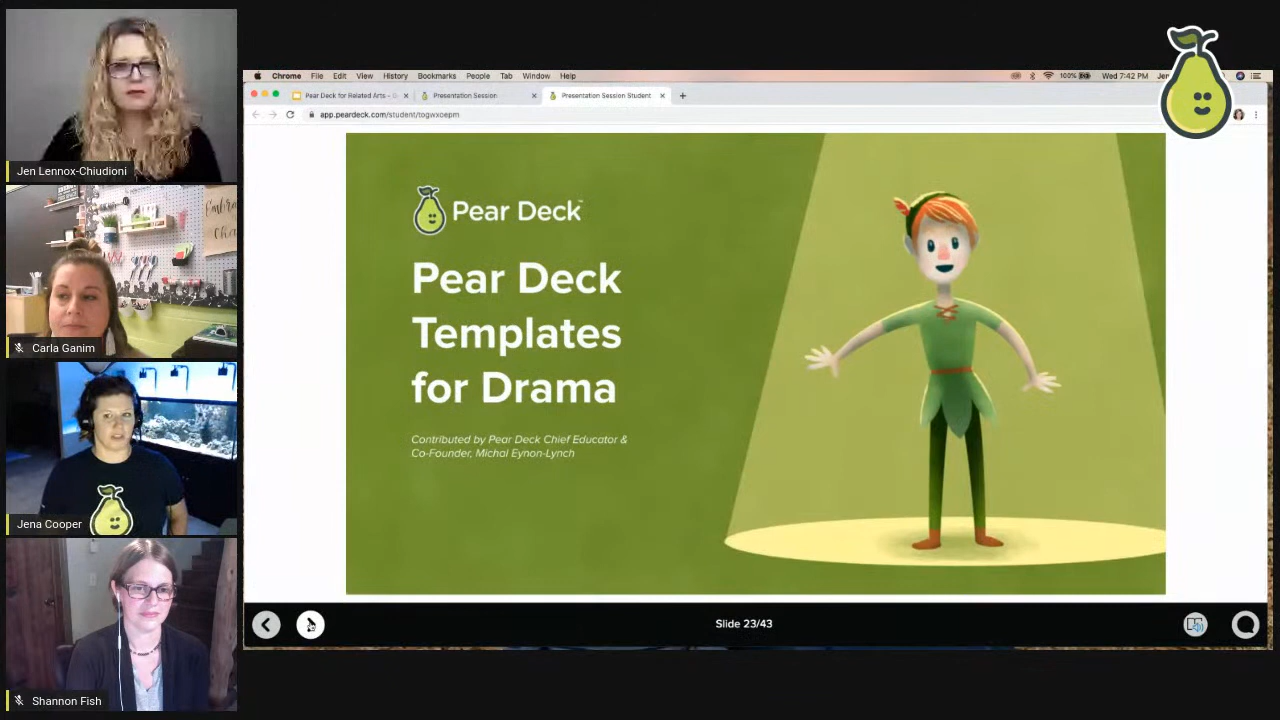 Jen Lennox-Chiudioni
Carla Ganim
Jena Cooper
Shannon Fish
Chrome File Edit View History Bookmarks People Tab Window Help
100% Wed 7:42 PM Jen
Pear Deck for Related Arts -
Presentation Session
Presentation Session Student
app.peardeck.com/student/togwxoepm
Pear Deck™
Pear Deck
Templates
for Drama
Contributed by Pear Deck Chief Educator &
Co-Founder, Michal Eynon-Lynch
Slide 23/43